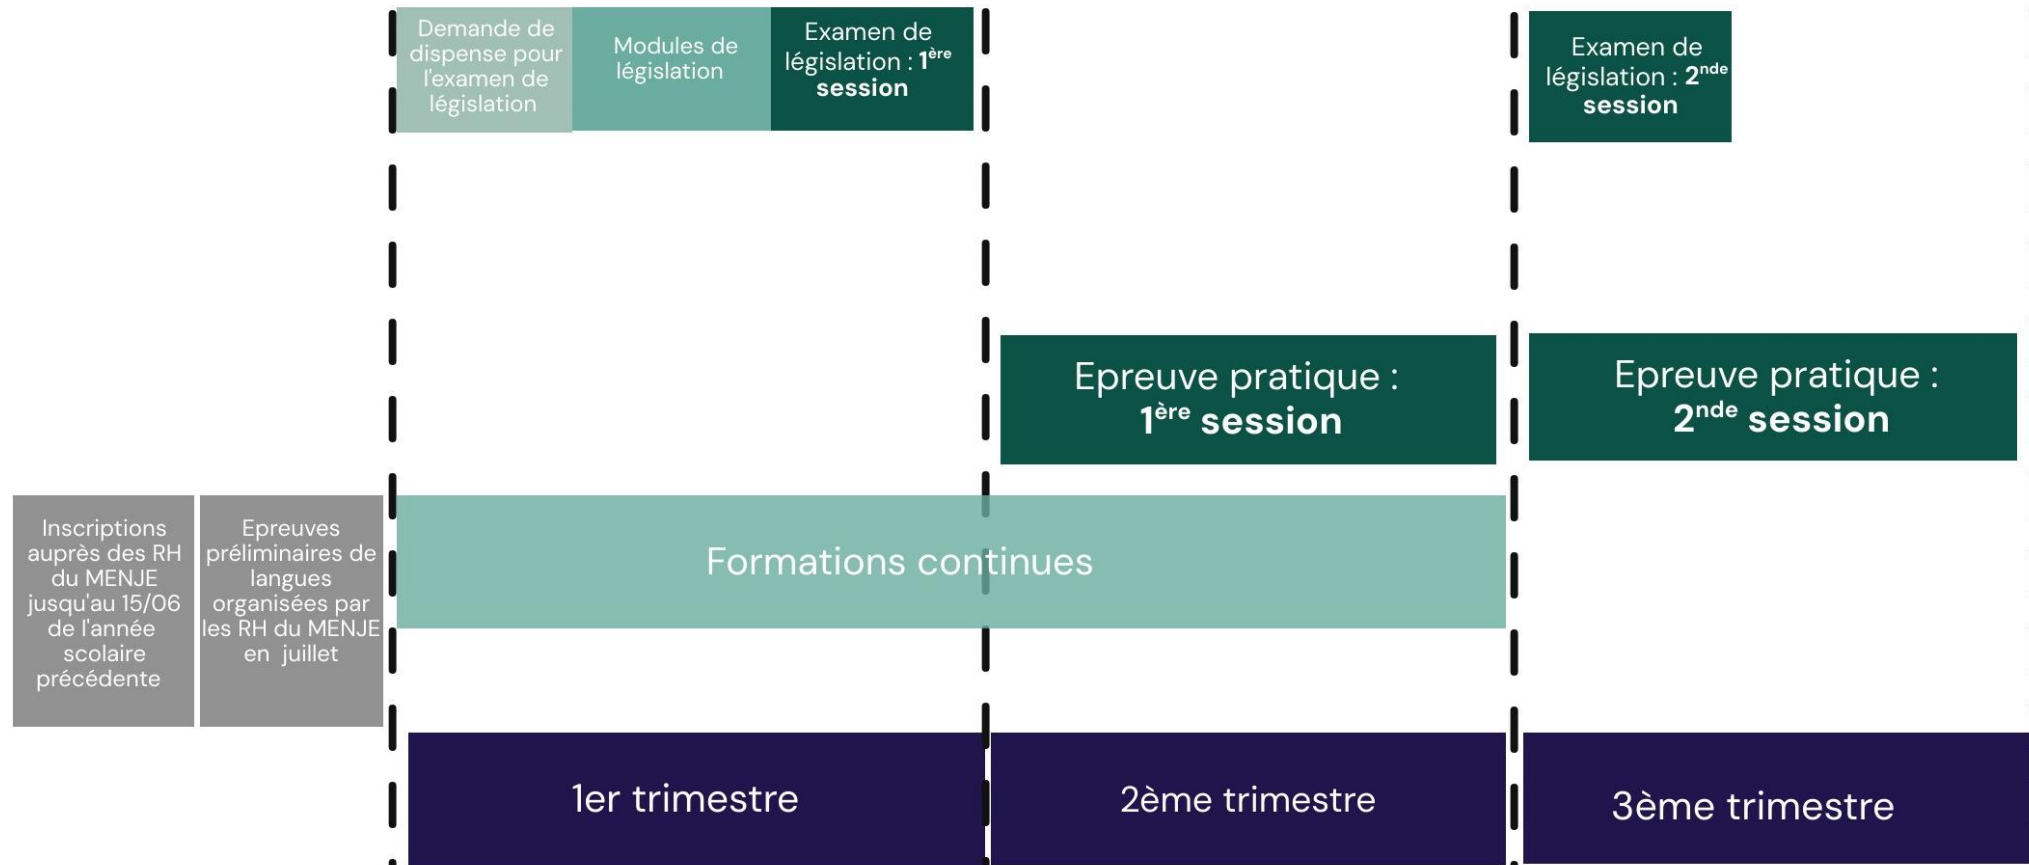 Demande de
dispense pour
l'examen de
législation
Modules de
législation
Examen de
législation : 1ère
session
Examen de
législation : 2nde
session
Epreuve pratique :
1ère session
Epreuve pratique :
2nde session
Inscriptions
auprès des RH
du MENJE
jusqu'au 15/06
de l'année
scolaire
précédente
Epreuves
préliminaires de
langues
organisées par
les RH du MENJE
en juillet
Formations continues
1er trimestre
2ème trimestre
3ème trimestre